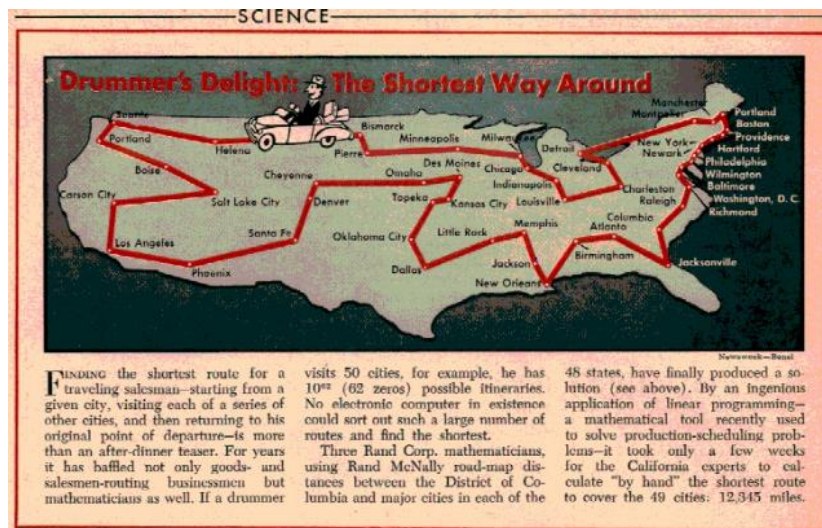 SCIENCE
Drummer's Delight: The Shortest Way Around
Seattle
Portland
Helena
Bismarck
Pierre
Minneapolis
Milwaukee
Detroit
Manchester
Montpelier
Portland
Boston
Providence
New York
Newark
Hartford
Philadelphia
Wilmington
Baltimore
Washington, D. C.
Richmond
Boise
Cheyenne
Omaha
Des Moines
Chicago
Cleveland
Indianapolis
Carson City
Salt Lake City
Denver
Topeka
Kansas City
Louisville
Charleston
Raleigh
Columbia
Los Angeles
Santa Fe
Oklahoma City
Little Rock
Memphis
Atlanto
Phoenix
Dallas
Jackson
Birmingham
Jacksonville
New Orleans
Newsweek—Bensi
FINDING the shortest route for a
traveling salesman—starting from a
given city, visiting each of a series of
other cities, and then returning to his
original point of departure—is more
than an after-dinner teaser. For years
it has baffled not only goods- and
salesmen-routing businessmen but
mathematicians as well. If a drummer
visits 50 cities, for example, he has
10⁶² (62 zeros) possible itineraries.
No electronic computer in existence
could sort out such a large number of
routes and find the shortest.
Three Rand Corp. mathematicians,
using Rand McNally road-map dis-
tances between the District of Co-
lumbia and major cities in each of the
48 states, have finally produced a so-
lution (see above). By an ingenious
application of linear programming—
a mathematical tool recently used
to solve production-scheduling prob-
lems—it took only a few weeks
for the California experts to cal-
culate "by hand" the shortest route
to cover the 49 cities: 12,345 miles.